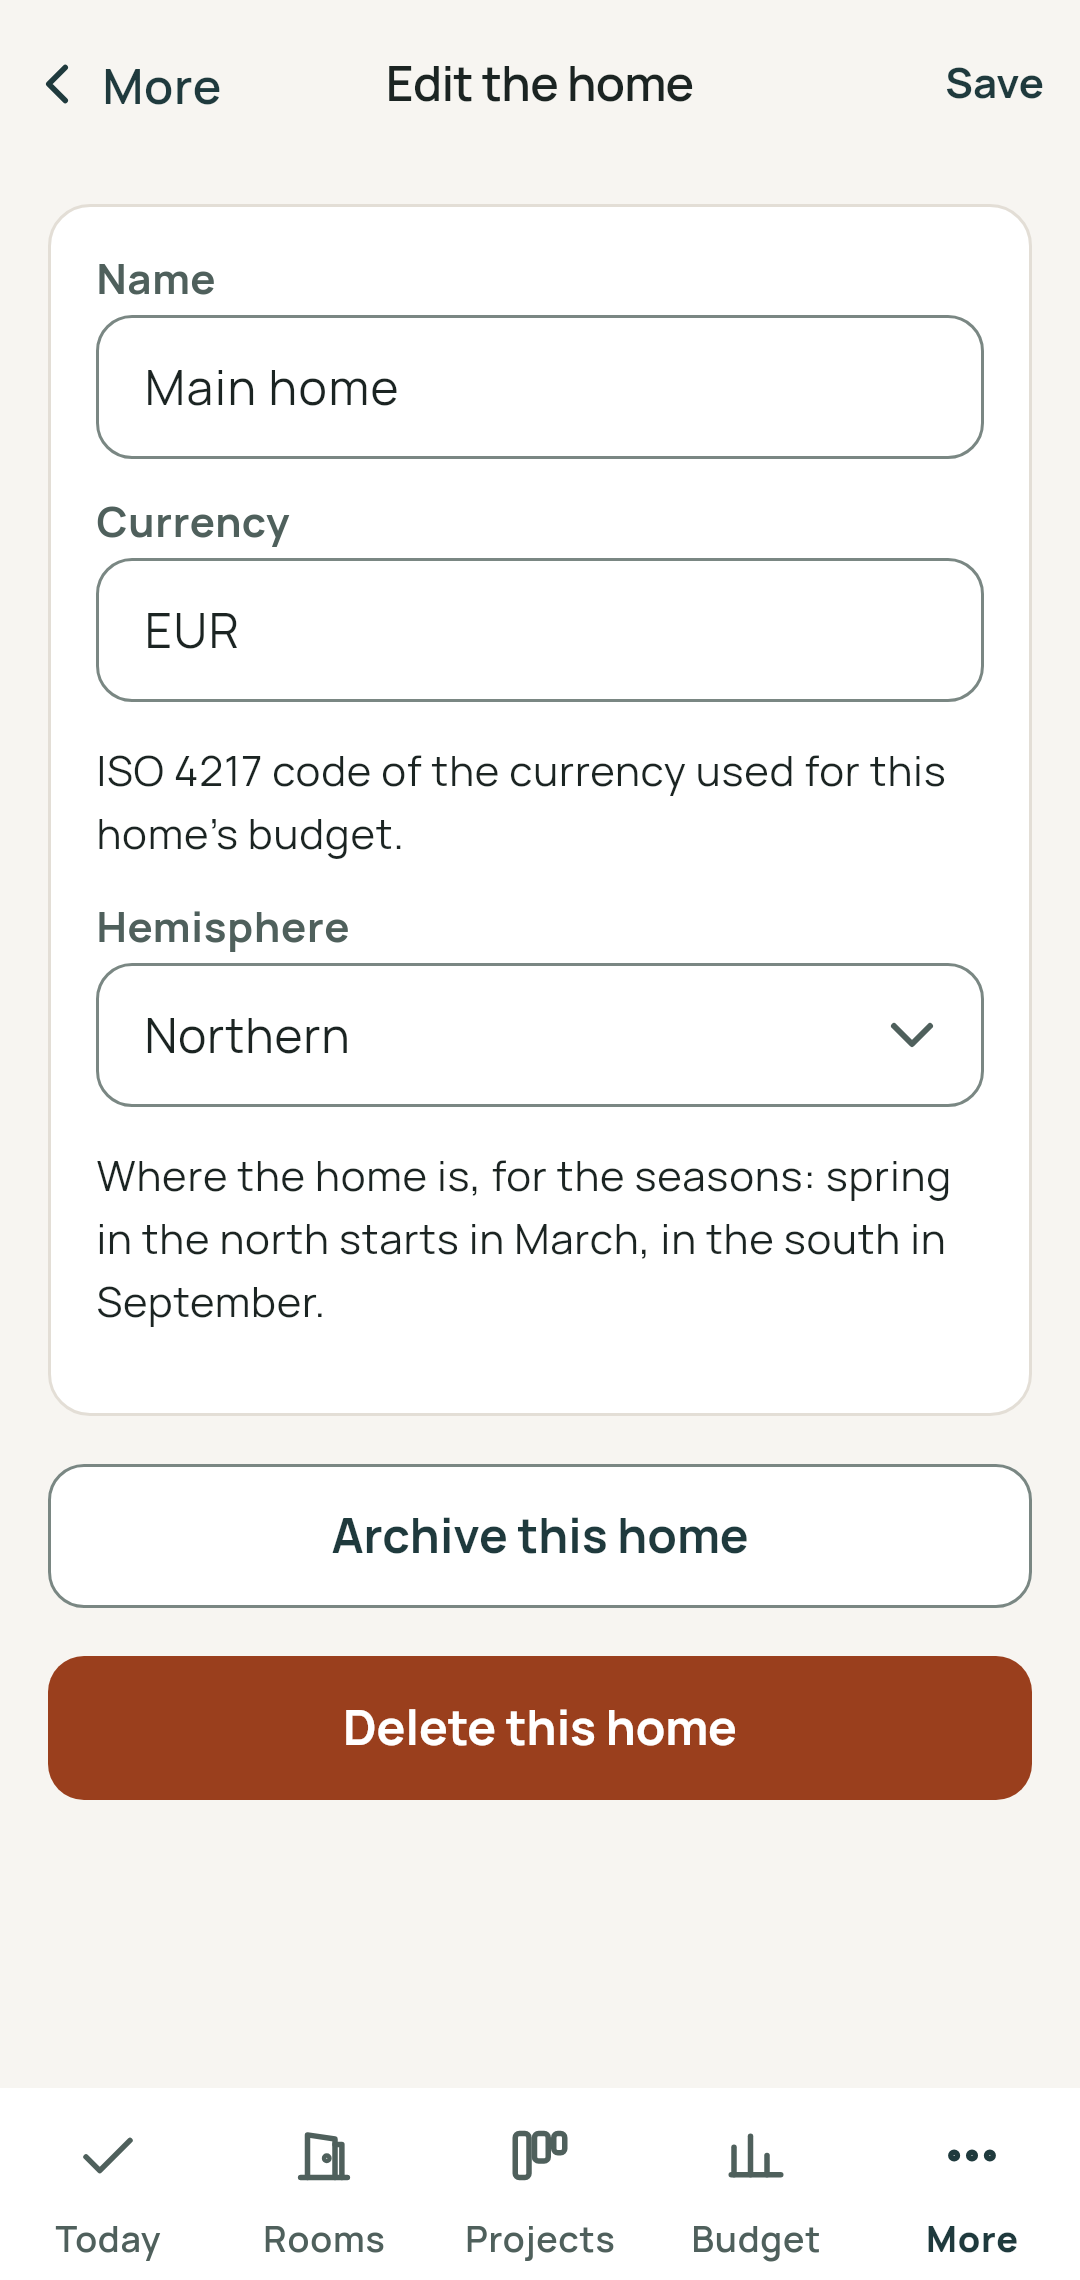 More
Edit the home
Save
Name
Main home
Currency
EUR
ISO 4217 code of the currency used for this
home’s budget.
Hemisphere
Northern
Where the home is, for the seasons: spring
in the north starts in March, in the south in
September.
Archive this home
Delete this home
Today
Rooms
Projects
Budget
More